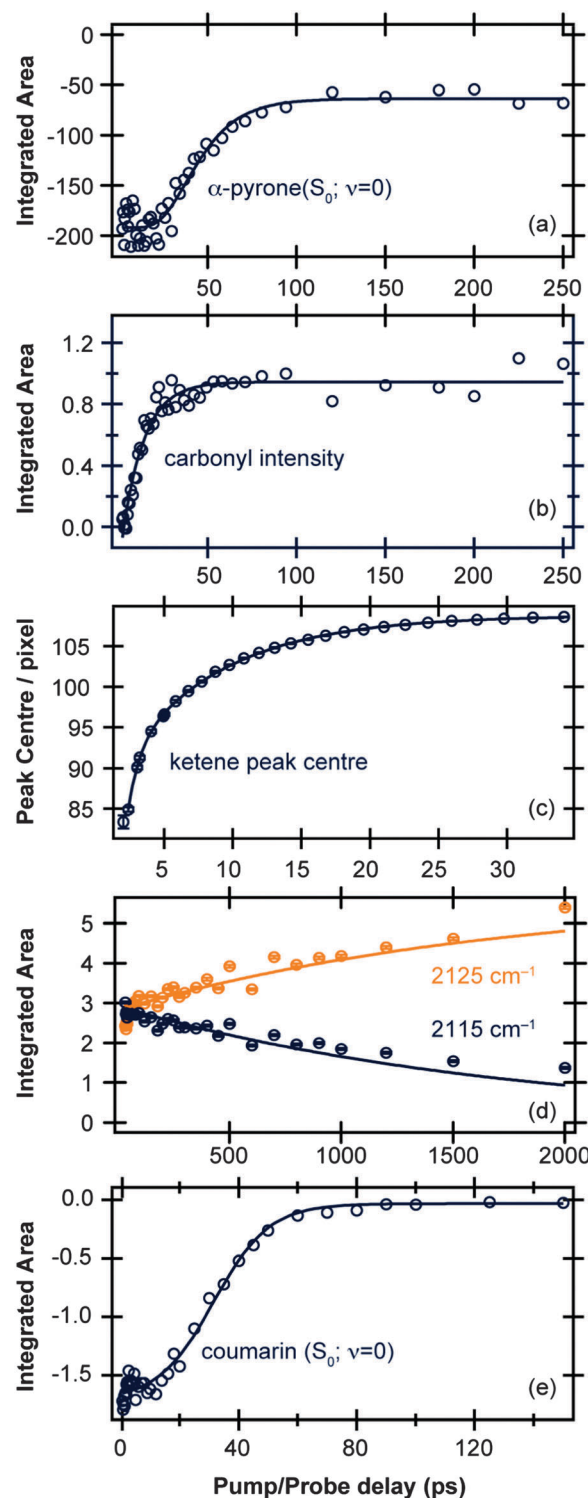 0
-50
-100
-150
-200
Integrated Area
α-pyrone(S₀; ν=0)
(a)
50 100 150 200 250
1.2
0.8
0.4
0.0
Integrated Area
carbonyl intensity
(b)
50 100 150 200 250
105
100
95
90
85
Peak Centre / pixel
ketene peak centre
(c)
5 10 15 20 25 30
5
4
3
2
1
0
Integrated Area
2125 cm⁻¹
2115 cm⁻¹
(d)
500 1000 1500 2000
0.0
-0.5
-1.0
-1.5
Integrated Area
coumarin (S₀; ν=0)
(e)
0 40 80 120
Pump/Probe delay (ps)